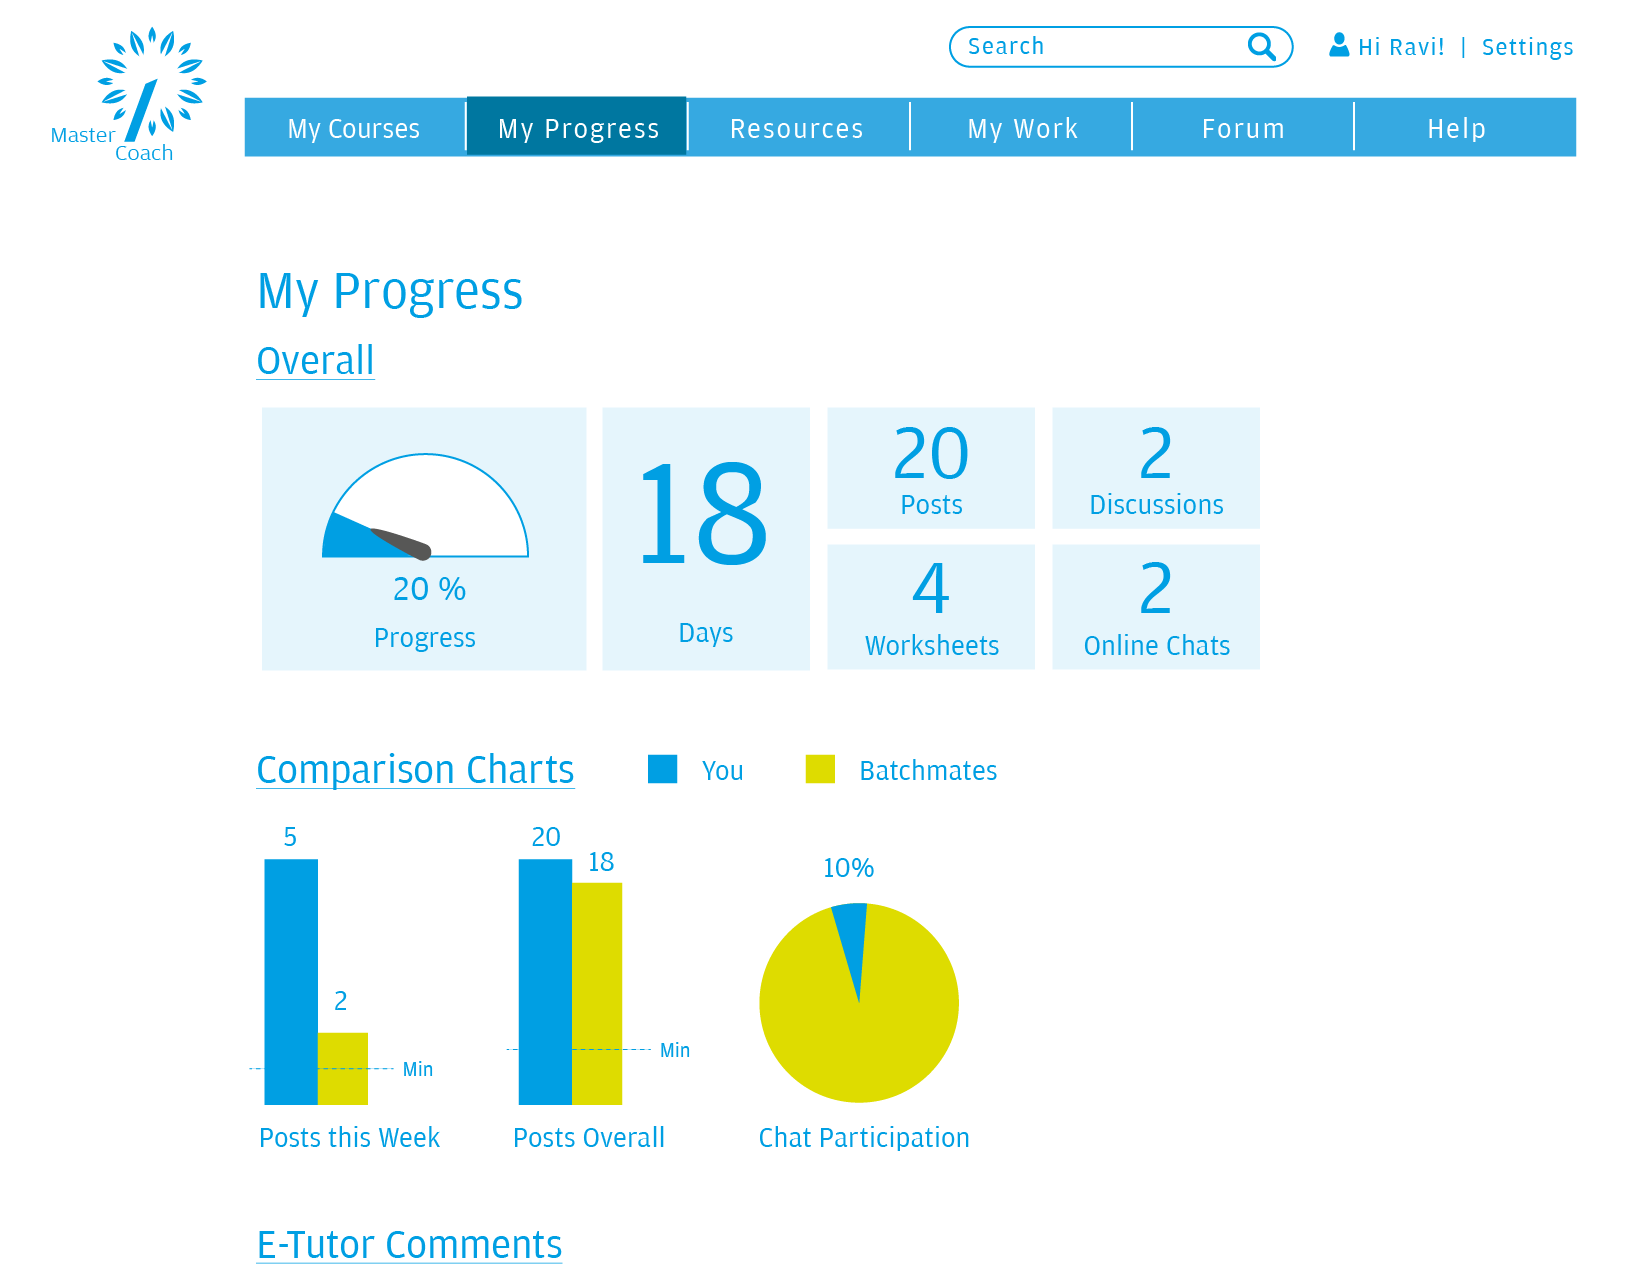 Master
Coach
Search
Hi Ravi! | Settings
My Courses
My Progress
Resources
My Work
Forum
Help
My Progress
Overall
20 %
Progress
18
Days
20
Posts
2
Discussions
4
Worksheets
2
Online Chats
Comparison Charts
You
Batchmates
5
2
Min
Posts this Week
20
18
Min
Posts Overall
10%
Chat Participation
E-Tutor Comments